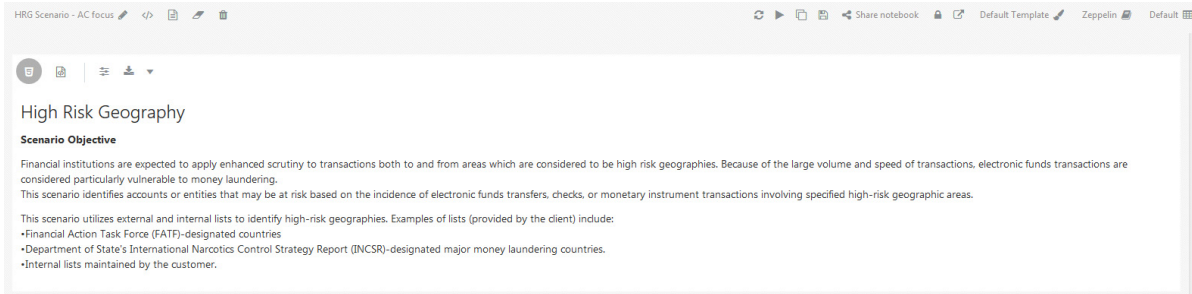 HRG Scenario - AC focus
Share notebook Default Template Zeppelin Default
High Risk Geography
Scenario Objective
Financial institutions are expected to apply enhanced scrutiny to transactions both to and from areas which are considered to be high risk geographies. Because of the large volume and speed of transactions, electronic funds transactions are
considered particularly vulnerable to money laundering.
This scenario identifies accounts or entities that may be at risk based on the incidence of electronic funds transfers, checks, or monetary instrument transactions involving specified high-risk geographic areas.
This scenario utilizes external and internal lists to identify high-risk geographies. Examples of lists (provided by the client) include:
•Financial Action Task Force (FATF)-designated countries
•Department of State's International Narcotics Control Strategy Report (INCSR)-designated major money laundering countries.
•Internal lists maintained by the customer.